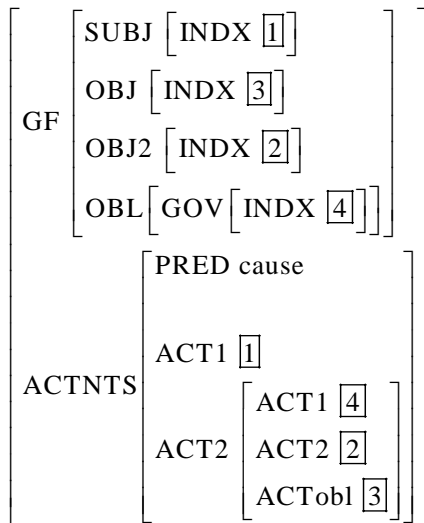 SUBJ [INDX 1]
OBJ [INDX 3]
GF
OBJ2 [INDX 2]
OBL[GOV[INDX 4]]
PRED cause
ACT1 1
ACTNTS
ACT1 4
ACT2 ACT2 2
ACTobl 3